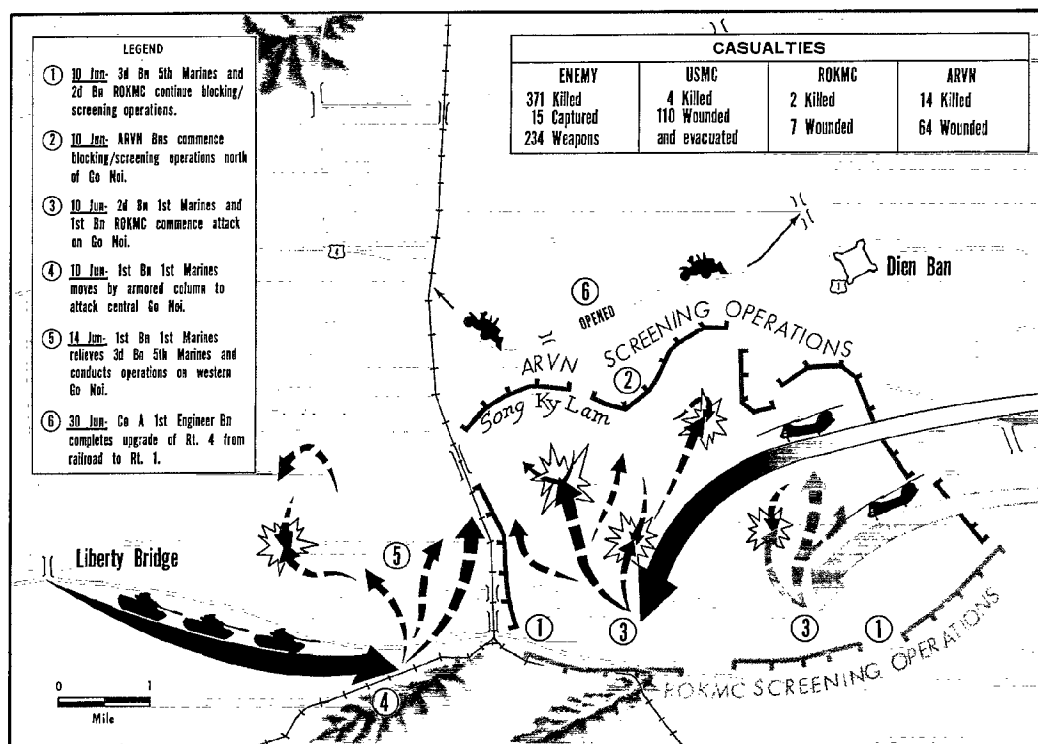 LEGEND
① 10 Jun- 3d Bn 5th Marines and
2d Bn ROKMC continue blocking/
screening operations.
② 10 Jun- ARVN Bns commence
blocking/screening operations north
of Go Noi.
③ 10 Jun- 2d Bn 1st Marines and
1st Bn ROKMC commence attack
on Go Noi.
④ 10 Jun- 1st Bn 1st Marines
moves by armored column to
attack central Go Noi.
⑤ 14 Jun- 1st Bn 1st Marines
relieves 3d Bn 5th Marines and
conducts operations on western
Go Noi.
⑥ 30 Jun- Co A 1st Engineer Bn
completes upgrade of Rt. 4 from
railroad to Rt. 1.
CASUALTIES
ENEMY USMC ROKMC ARVN
371 Killed 4 Killed 2 Killed 14 Killed
15 Captured 110 Wounded 7 Wounded 64 Wounded
234 Weapons and evacuated
4
Dien Ban
1
⑥
OPENED
ARVN SCREENING OPERATIONS
②
Song Ky Lam
Liberty Bridge
⑤
①
③
③
①
ROKMC SCREENING OPERATIONS
④
0 1
Mile